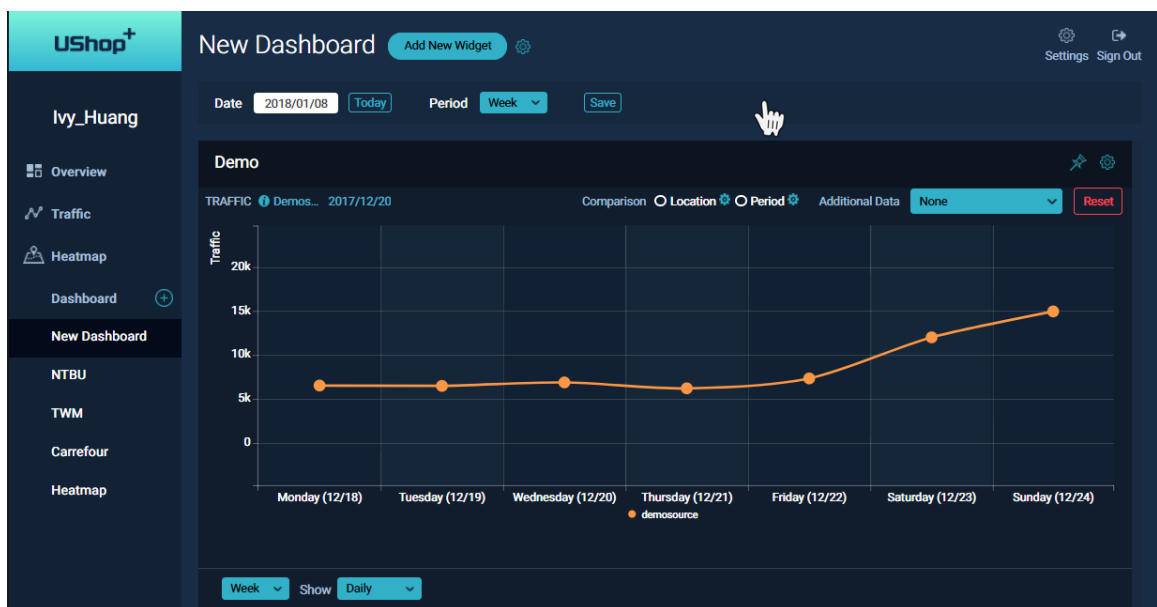 UShop+
New Dashboard Add New Widget
Settings Sign Out
Ivy_Huang
Overview
Traffic
Heatmap
Dashboard
New Dashboard
NTBU
TWM
Carrefour
Heatmap
Date 2018/01/08 Today Period Week Save
Demo
TRAFFIC Demos... 2017/12/20 Comparison Location Period Additional Data None Reset
Traffic
20k
15k
10k
5k
0
Monday (12/18) Tuesday (12/19) Wednesday (12/20) Thursday (12/21) Friday (12/22) Saturday (12/23) Sunday (12/24)
demosource
Week Show Daily